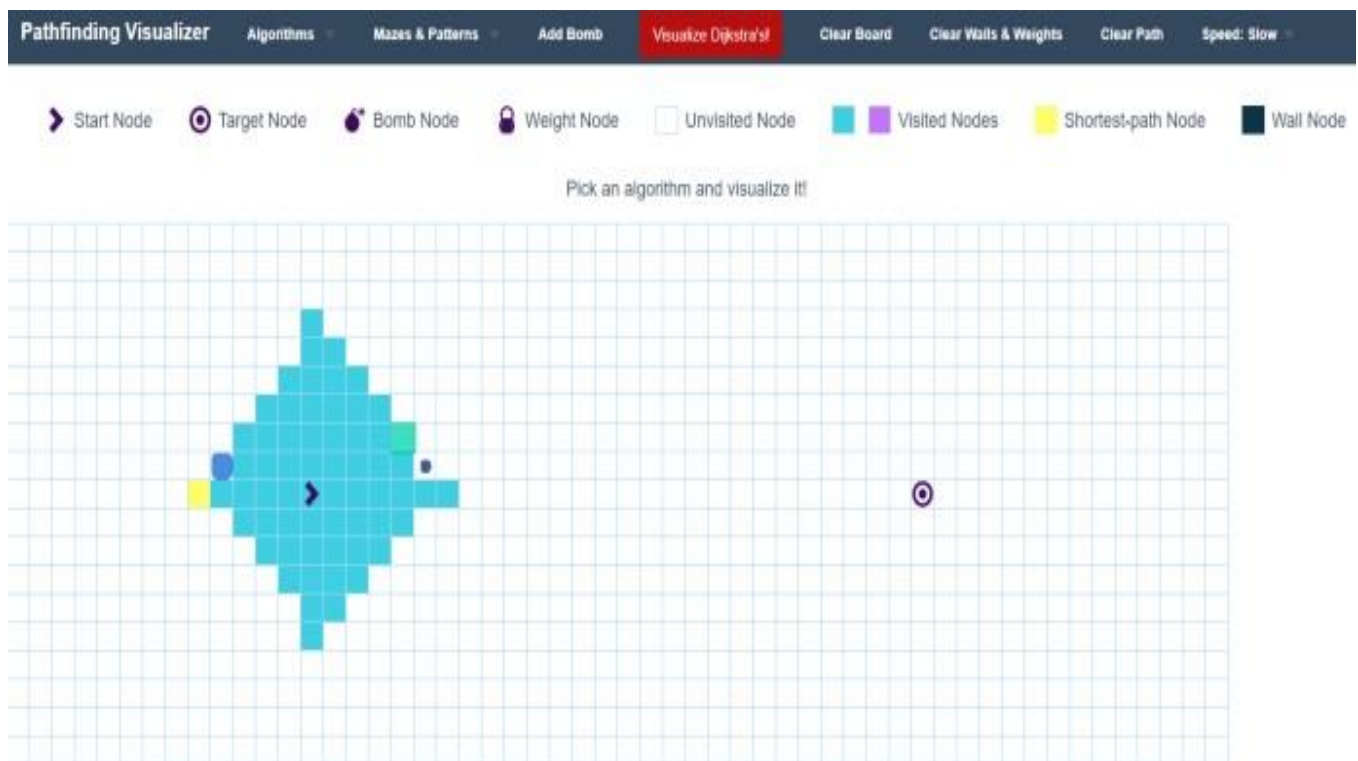 Pathfinding Visualizer Algorithms Mazes & Patterns Add Bomb Visualize Dijkstra's! Clear Board Clear Walls & Weights Clear Path Speed: Slow
Start Node Target Node Bomb Node Weight Node Unvisited Node Visited Nodes Shortest-path Node Wall Node
Pick an algorithm and visualize it!